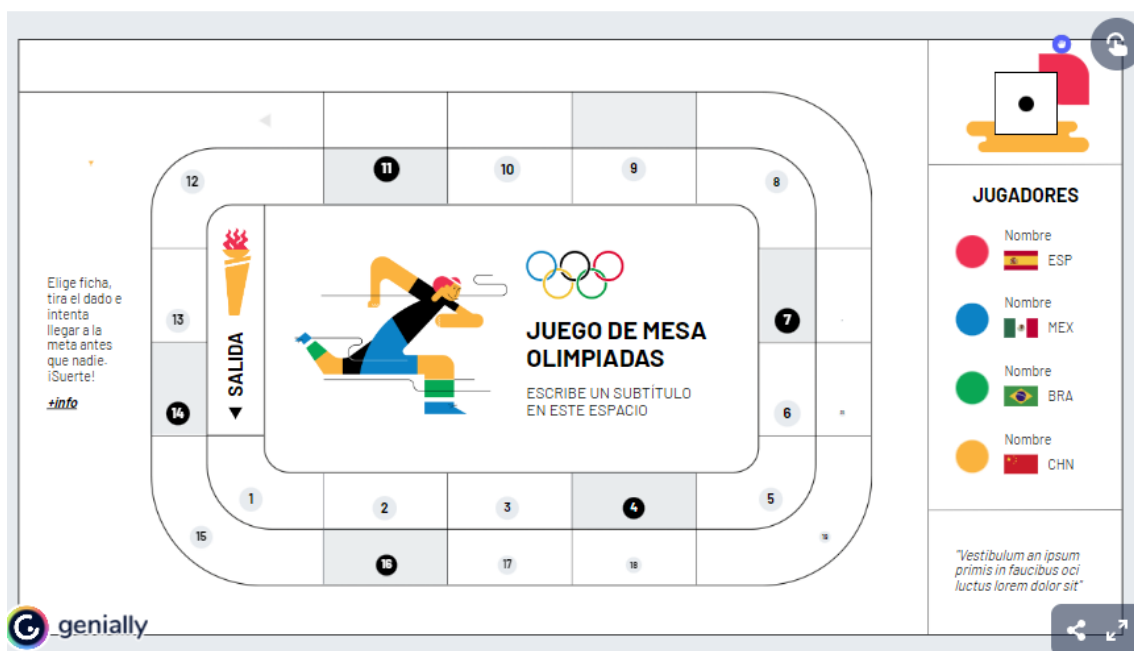 12
11
10
9
8
13
14
SALIDA
JUEGO DE MESA
OLIMPIADAS
ESCRIBE UN SUBTÍTULO
EN ESTE ESPACIO
7
6
1
2
3
4
5
15
16
17
18
Elige ficha,
tira el dado e
intenta
llegar a la
meta antes
que nadie.
¡Suerte!
+info
JUGADORES
Nombre
ESP
Nombre
MEX
Nombre
BRA
Nombre
CHN
"Vestibulum an ipsum
primis in faucibus oci
luctus lorem dolor sit"
genially